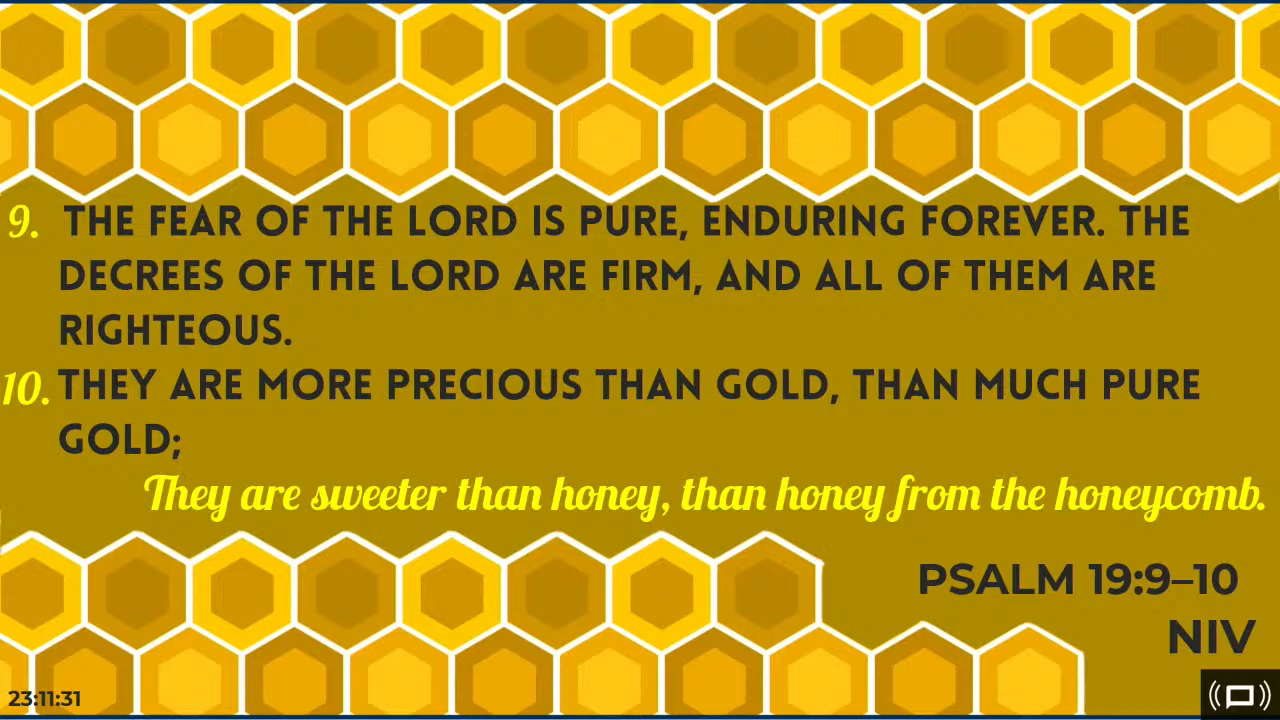 9. THE FEAR OF THE LORD IS PURE, ENDURING FOREVER. THE
DECREES OF THE LORD ARE FIRM, AND ALL OF THEM ARE
RIGHTEOUS.
10. THEY ARE MORE PRECIOUS THAN GOLD, THAN MUCH PURE
GOLD;
They are sweeter than honey, than honey from the honeycomb.
PSALM 19:9–10
NIV
23:11:31